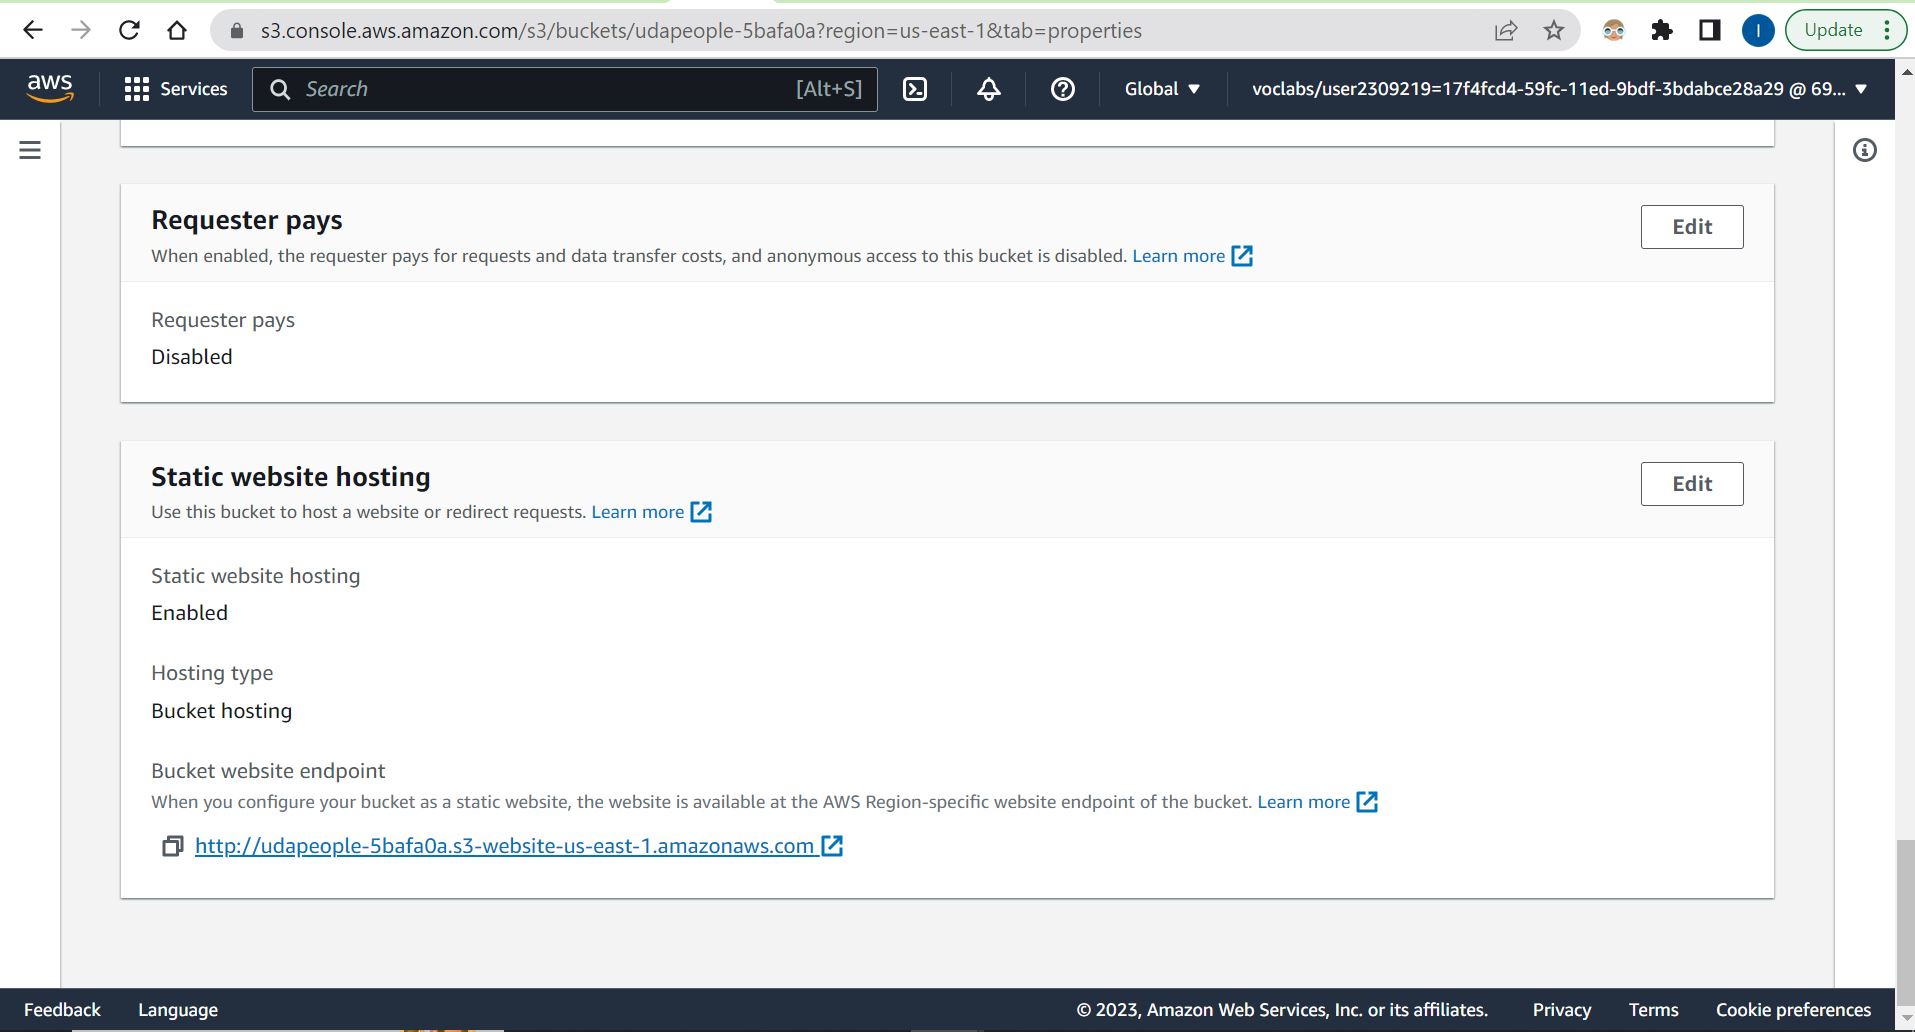 s3.console.aws.amazon.com/s3/buckets/udapeople-5bafa0a?region=us-east-1&tab=properties
I
Update
aws
Services
Search
[Alt+S]
Global
voclabs/user2309219=17f4fcd4-59fc-11ed-9bdf-3bdabce28a29 @ 69...
Requester pays
Edit
When enabled, the requester pays for requests and data transfer costs, and anonymous access to this bucket is disabled. Learn more
Requester pays
Disabled
Static website hosting
Edit
Use this bucket to host a website or redirect requests. Learn more
Static website hosting
Enabled
Hosting type
Bucket hosting
Bucket website endpoint
When you configure your bucket as a static website, the website is available at the AWS Region-specific website endpoint of the bucket. Learn more
http://udapeople-5bafa0a.s3-website-us-east-1.amazonaws.com
Feedback
Language
© 2023, Amazon Web Services, Inc. or its affiliates.
Privacy
Terms
Cookie preferences